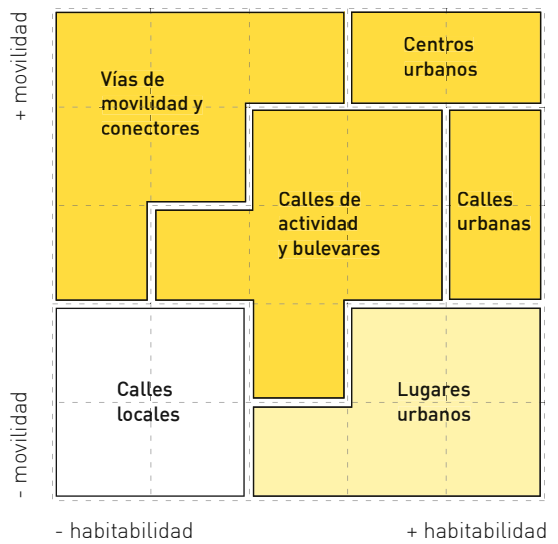 + movilidad
Vías de
movilidad y
conectores
Centros
urbanos
Calles de
actividad
y bulevares
Calles
urbanas
Calles
locales
Lugares
urbanos
- movilidad
- habitabilidad
+ habitabilidad